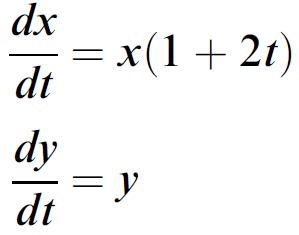 dx/dt = x(1 + 2t)
dy/dt = y